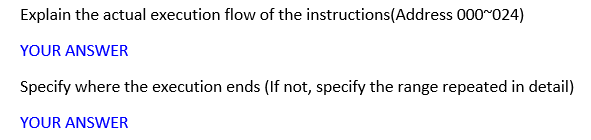 Explain the actual execution flow of the instructions(Address 000~024)
YOUR ANSWER
Specify where the execution ends (If not, specify the range repeated in detail)
YOUR ANSWER